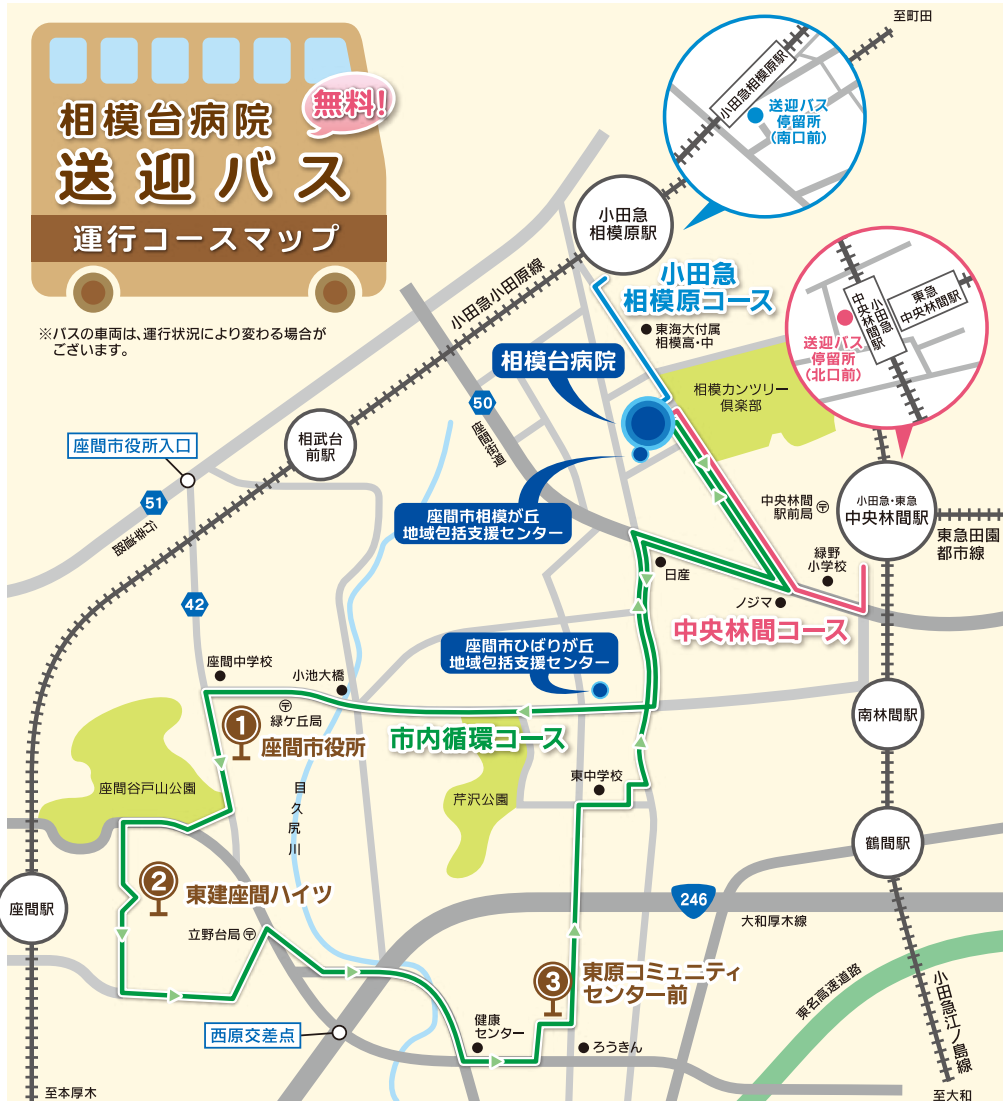 相模台病院
無料!
送迎バス
運行コースマップ
※バスの車両は、運行状況により変わる場合が
ございます。
至町田
小田急相模原駅
送迎バス
停留所
(南口前)
小田急
相模原駅
小田急小田原線
小田急
相模原コース
東海大付属
相模高・中
相模台病院
相模カンツリー
倶楽部
小田急
中央林間駅
東急
中央林間駅
送迎バス
停留所
(北口前)
50
座間街道
相武台
前駅
座間市役所入口
51
行幸道路
座間市相模が丘
地域包括支援センター
中央林間
駅前局
小田急・東急
中央林間駅
東急田園
都市線
緑野
小学校
日産
ノジマ
中央林間コース
42
座間市ひばりが丘
地域包括支援センター
座間中学校
小池大橋
緑ケ丘局
1
座間市役所
市内循環コース
南林間駅
座間谷戸山公園
目久尻川
芹沢公園
東中学校
鶴間駅
2
東建座間ハイツ
座間駅
立野台局
246
大和厚木線
3
東原コミュニティ
センター前
東名高速道路
小田急江ノ島線
西原交差点
健康
センター
ろうきん
至本厚木
至大和